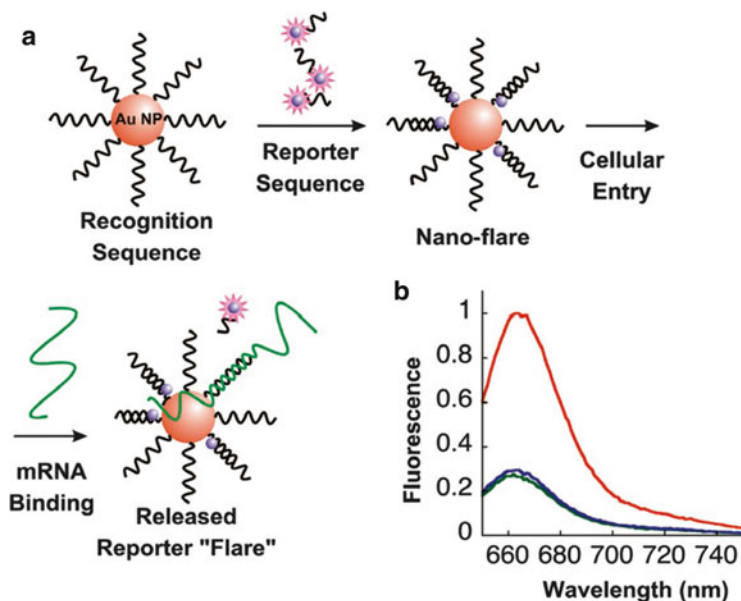 a
Au NP
Recognition
Sequence
Reporter
Sequence
Nano-flare
Cellular
Entry
mRNA
Binding
Released
Reporter "Flare"
b
Fluorescence
1
0.8
0.6
0.4
0.2
0
660 680 700 720 740
Wavelength (nm)